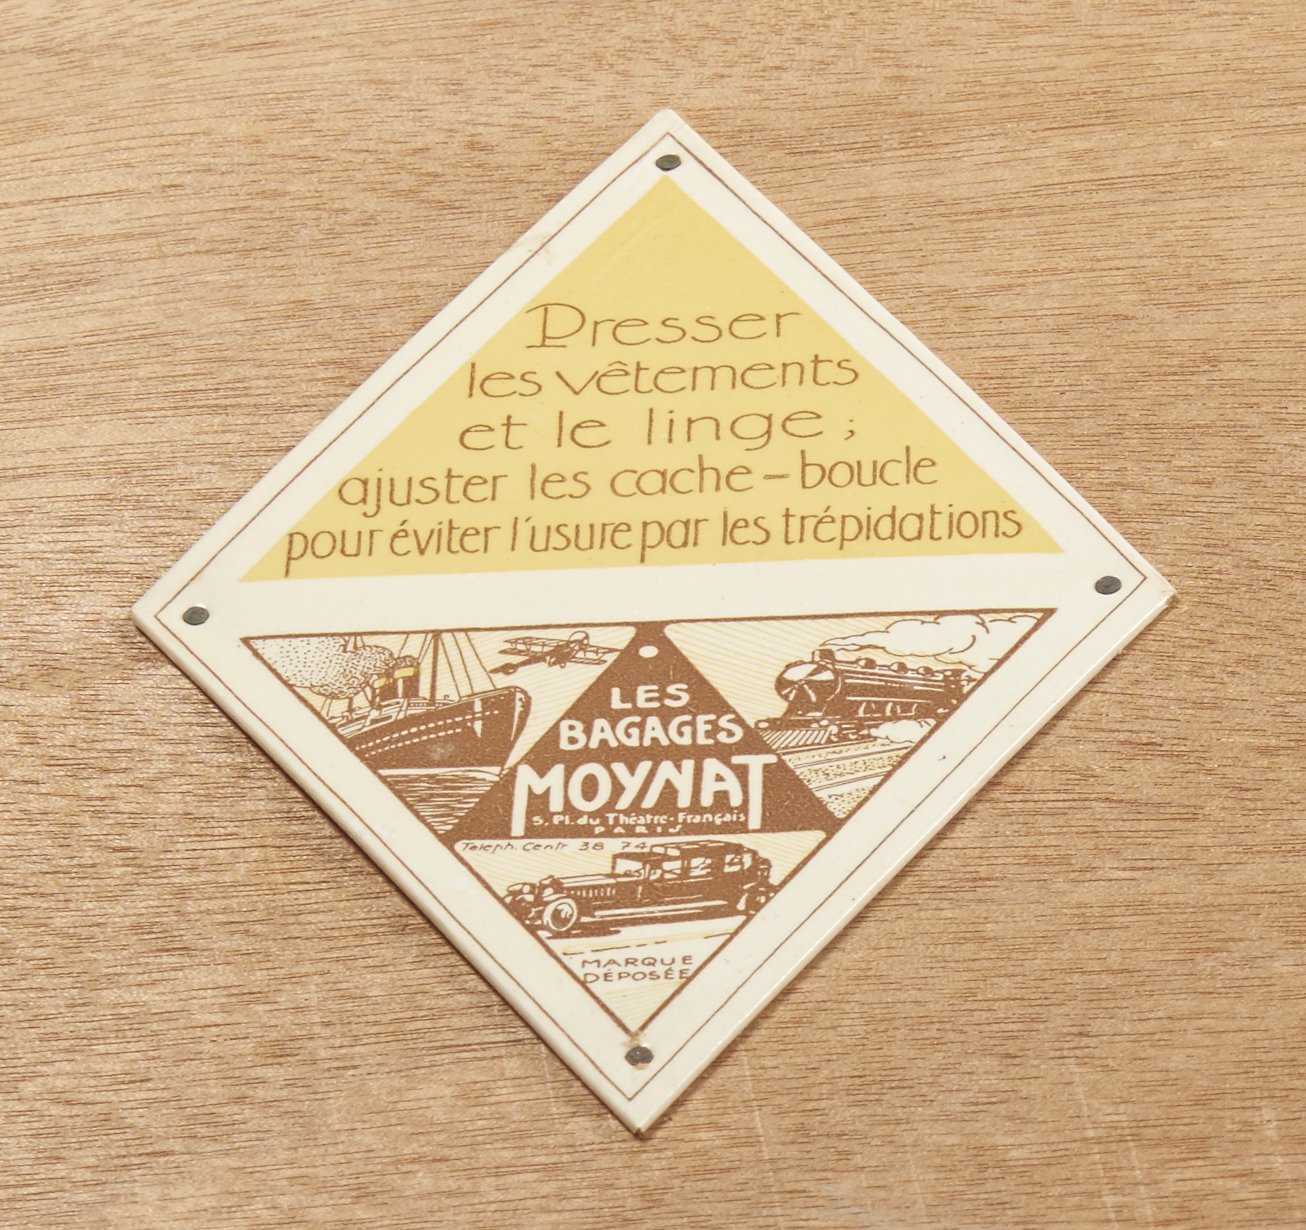 Presser
les vêtements
et le linge ;
ajuster les cache-boucle
pour éviter l'usure par les trépidations
LES
BAGAGES
MOYNAT
5, Pl. du Théatre-Français
PARIS
Teleph. Centr 38 74
MARQUE
DÉPOSÉE